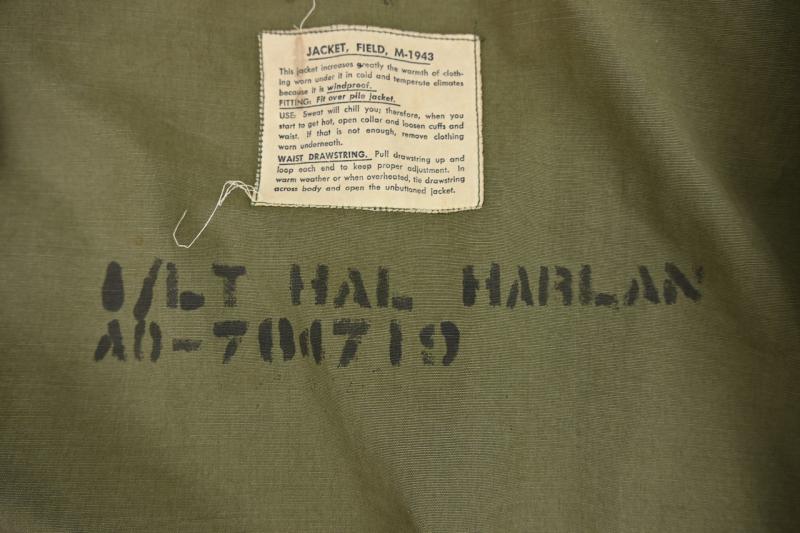 JACKET, FIELD, M-1943
This jacket increases greatly the warmth of cloth-
ing worn under it in cold and temperate climates
because it is windproof.
FITTING: Fit over pile jacket.
USE: Sweat will chill you; therefore, when you
start to get hot, open collar and loosen cuffs and
waist. If that is not enough, remove clothing
worn underneath.
WAIST DRAWSTRING. Pull drawstring up and
loop each end to keep proper adjustment. In
warm weather or when overheated, tie drawstring
across body and open the unbuttoned jacket.
1/LT HAL HARLAN